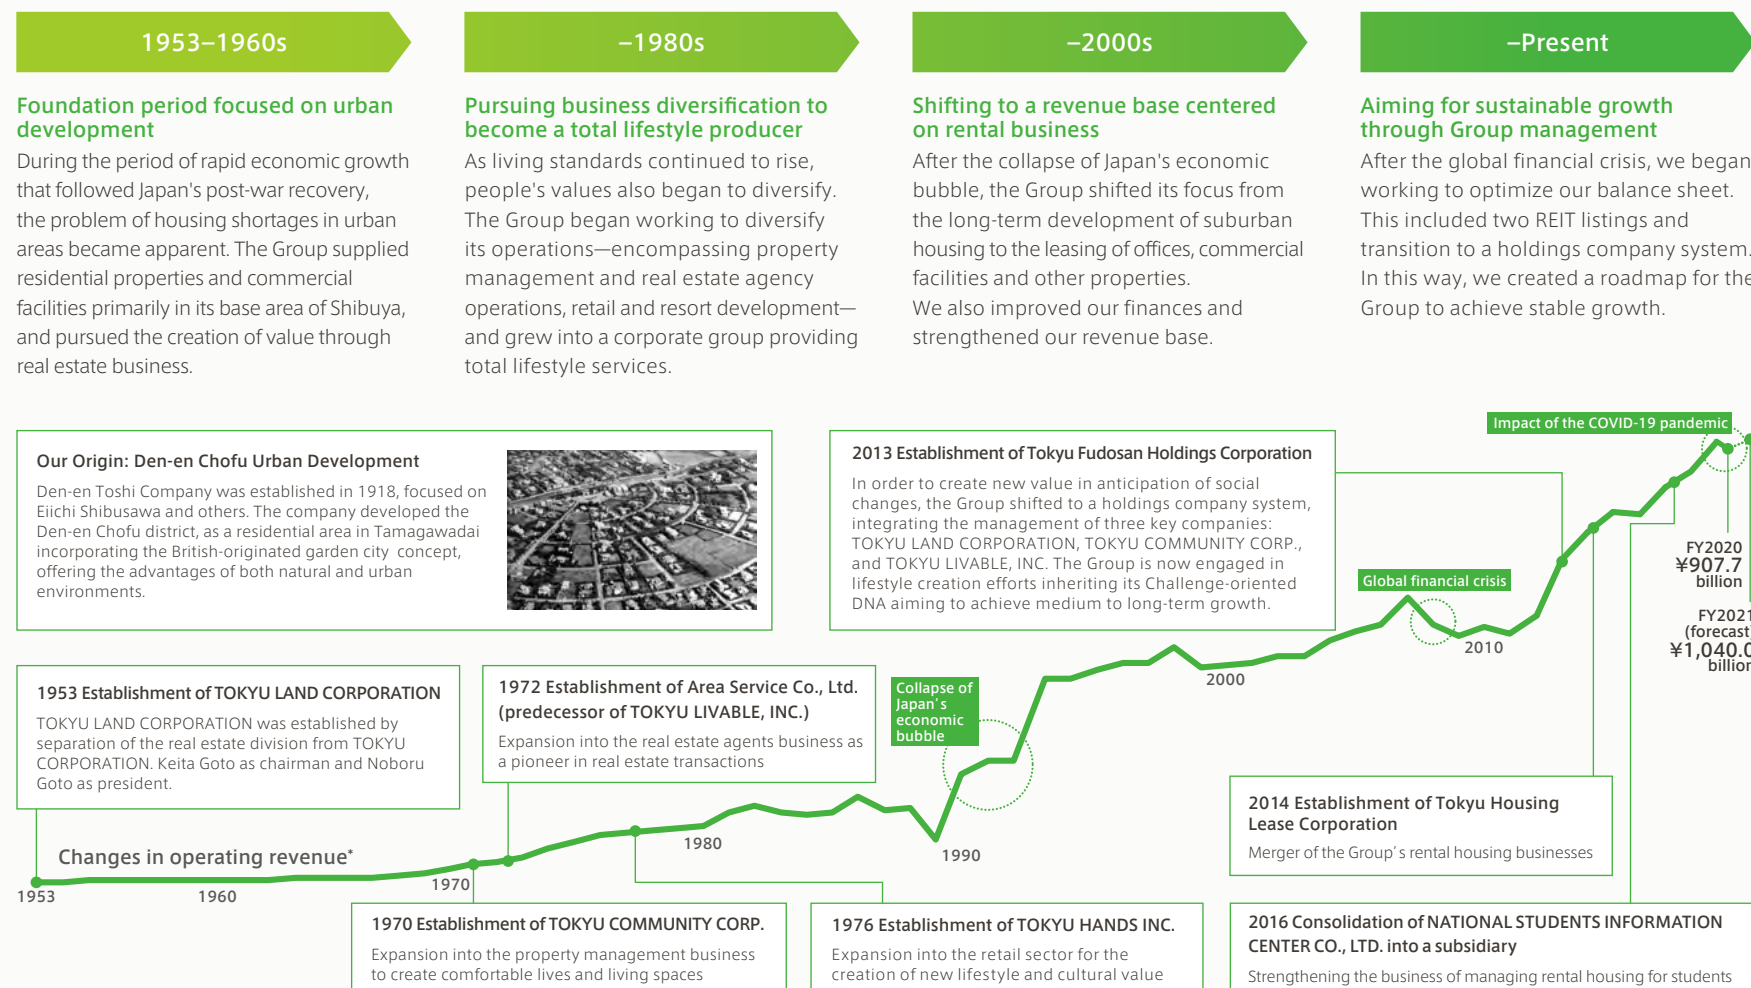 1953–1960s
Foundation period focused on urban
development
During the period of rapid economic growth
that followed Japan's post-war recovery,
the problem of housing shortages in urban
areas became apparent. The Group supplied
residential properties and commercial
facilities primarily in its base area of Shibuya,
and pursued the creation of value through
real estate business.
–1980s
Pursuing business diversification to
become a total lifestyle producer
As living standards continued to rise,
people's values also began to diversify.
The Group began working to diversify
its operations—encompassing property
management and real estate agency
operations, retail and resort development—
and grew into a corporate group providing
total lifestyle services.
–2000s
Shifting to a revenue base centered
on rental business
After the collapse of Japan's economic
bubble, the Group shifted its focus from
the long-term development of suburban
housing to the leasing of offices, commercial
facilities and other properties.
We also improved our finances and
strengthened our revenue base.
–Present
Aiming for sustainable growth
through Group management
After the global financial crisis, we began
working to optimize our balance sheet.
This included two REIT listings and
transition to a holdings company system.
In this way, we created a roadmap for the
Group to achieve stable growth.
Our Origin: Den-en Chofu Urban Development
Den-en Toshi Company was established in 1918, focused on
Eiichi Shibusawa and others. The company developed the
Den-en Chofu district, as a residential area in Tamagawadai
incorporating the British-originated garden city concept,
offering the advantages of both natural and urban
environments.
2013 Establishment of Tokyu Fudosan Holdings Corporation
In order to create new value in anticipation of social
changes, the Group shifted to a holdings company system,
integrating the management of three key companies:
TOKYU LAND CORPORATION, TOKYU COMMUNITY CORP.,
and TOKYU LIVABLE, INC. The Group is now engaged in
lifestyle creation efforts inheriting its Challenge-oriented
DNA aiming to achieve medium to long-term growth.
Impact of the COVID-19 pandemic
FY2020
¥907.7
billion
FY2021
(forecast)
¥1,040.0
billion
Global financial crisis
2010
2000
1953 Establishment of TOKYU LAND CORPORATION
TOKYU LAND CORPORATION was established by
separation of the real estate division from TOKYU
CORPORATION. Keita Goto as chairman and Noboru
Goto as president.
1972 Establishment of Area Service Co., Ltd.
(predecessor of TOKYU LIVABLE, INC.)
Expansion into the real estate agents business as
a pioneer in real estate transactions
Collapse of
Japan's
economic
bubble
2014 Establishment of Tokyu Housing
Lease Corporation
Merger of the Group's rental housing businesses
Changes in operating revenue*
1953
1960
1970
1980
1990
1970 Establishment of TOKYU COMMUNITY CORP.
Expansion into the property management business
to create comfortable lives and living spaces
1976 Establishment of TOKYU HANDS INC.
Expansion into the retail sector for the
creation of new lifestyle and cultural value
2016 Consolidation of NATIONAL STUDENTS INFORMATION
CENTER CO., LTD. into a subsidiary
Strengthening the business of managing rental housing for students